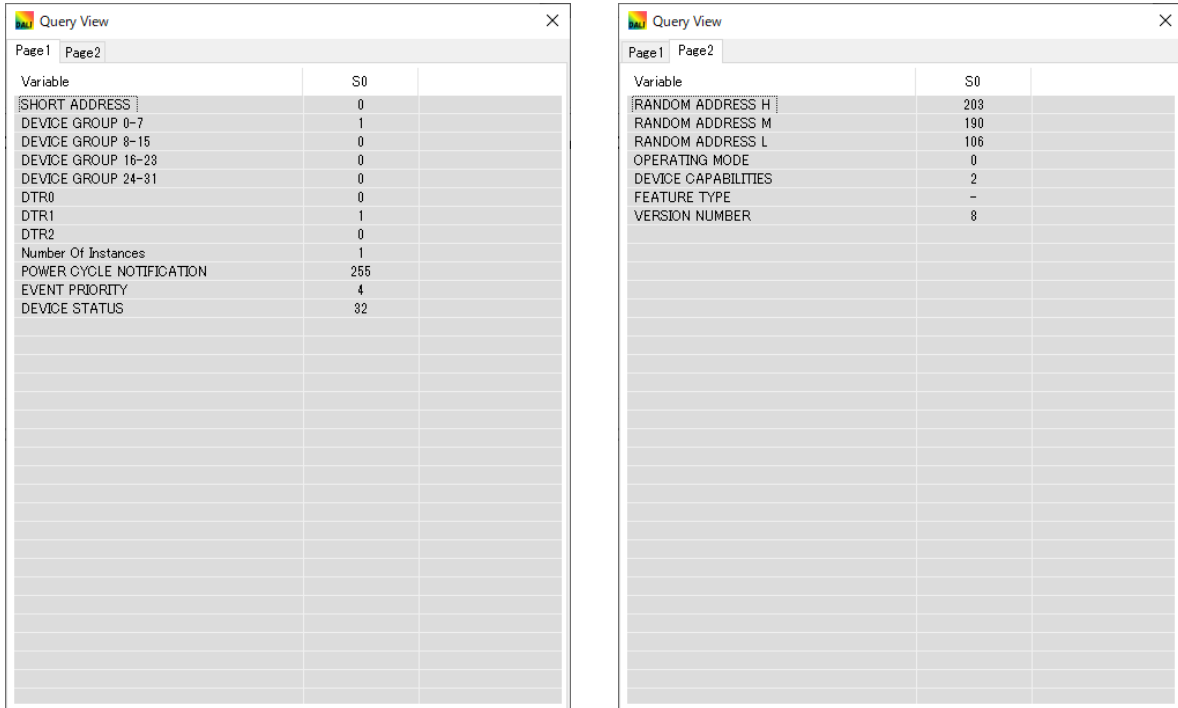 DALI Query View
Page1 Page2
Variable S0
SHORT ADDRESS 0
DEVICE GROUP 0-7 1
DEVICE GROUP 8-15 0
DEVICE GROUP 16-23 0
DEVICE GROUP 24-31 0
DTR0 0
DTR1 1
DTR2 0
Number Of Instances 1
POWER CYCLE NOTIFICATION 255
EVENT PRIORITY 4
DEVICE STATUS 32
DALI Query View
Page1 Page2
Variable S0
RANDOM ADDRESS H 203
RANDOM ADDRESS M 190
RANDOM ADDRESS L 106
OPERATING MODE 0
DEVICE CAPABILITIES 2
FEATURE TYPE -
VERSION NUMBER 8